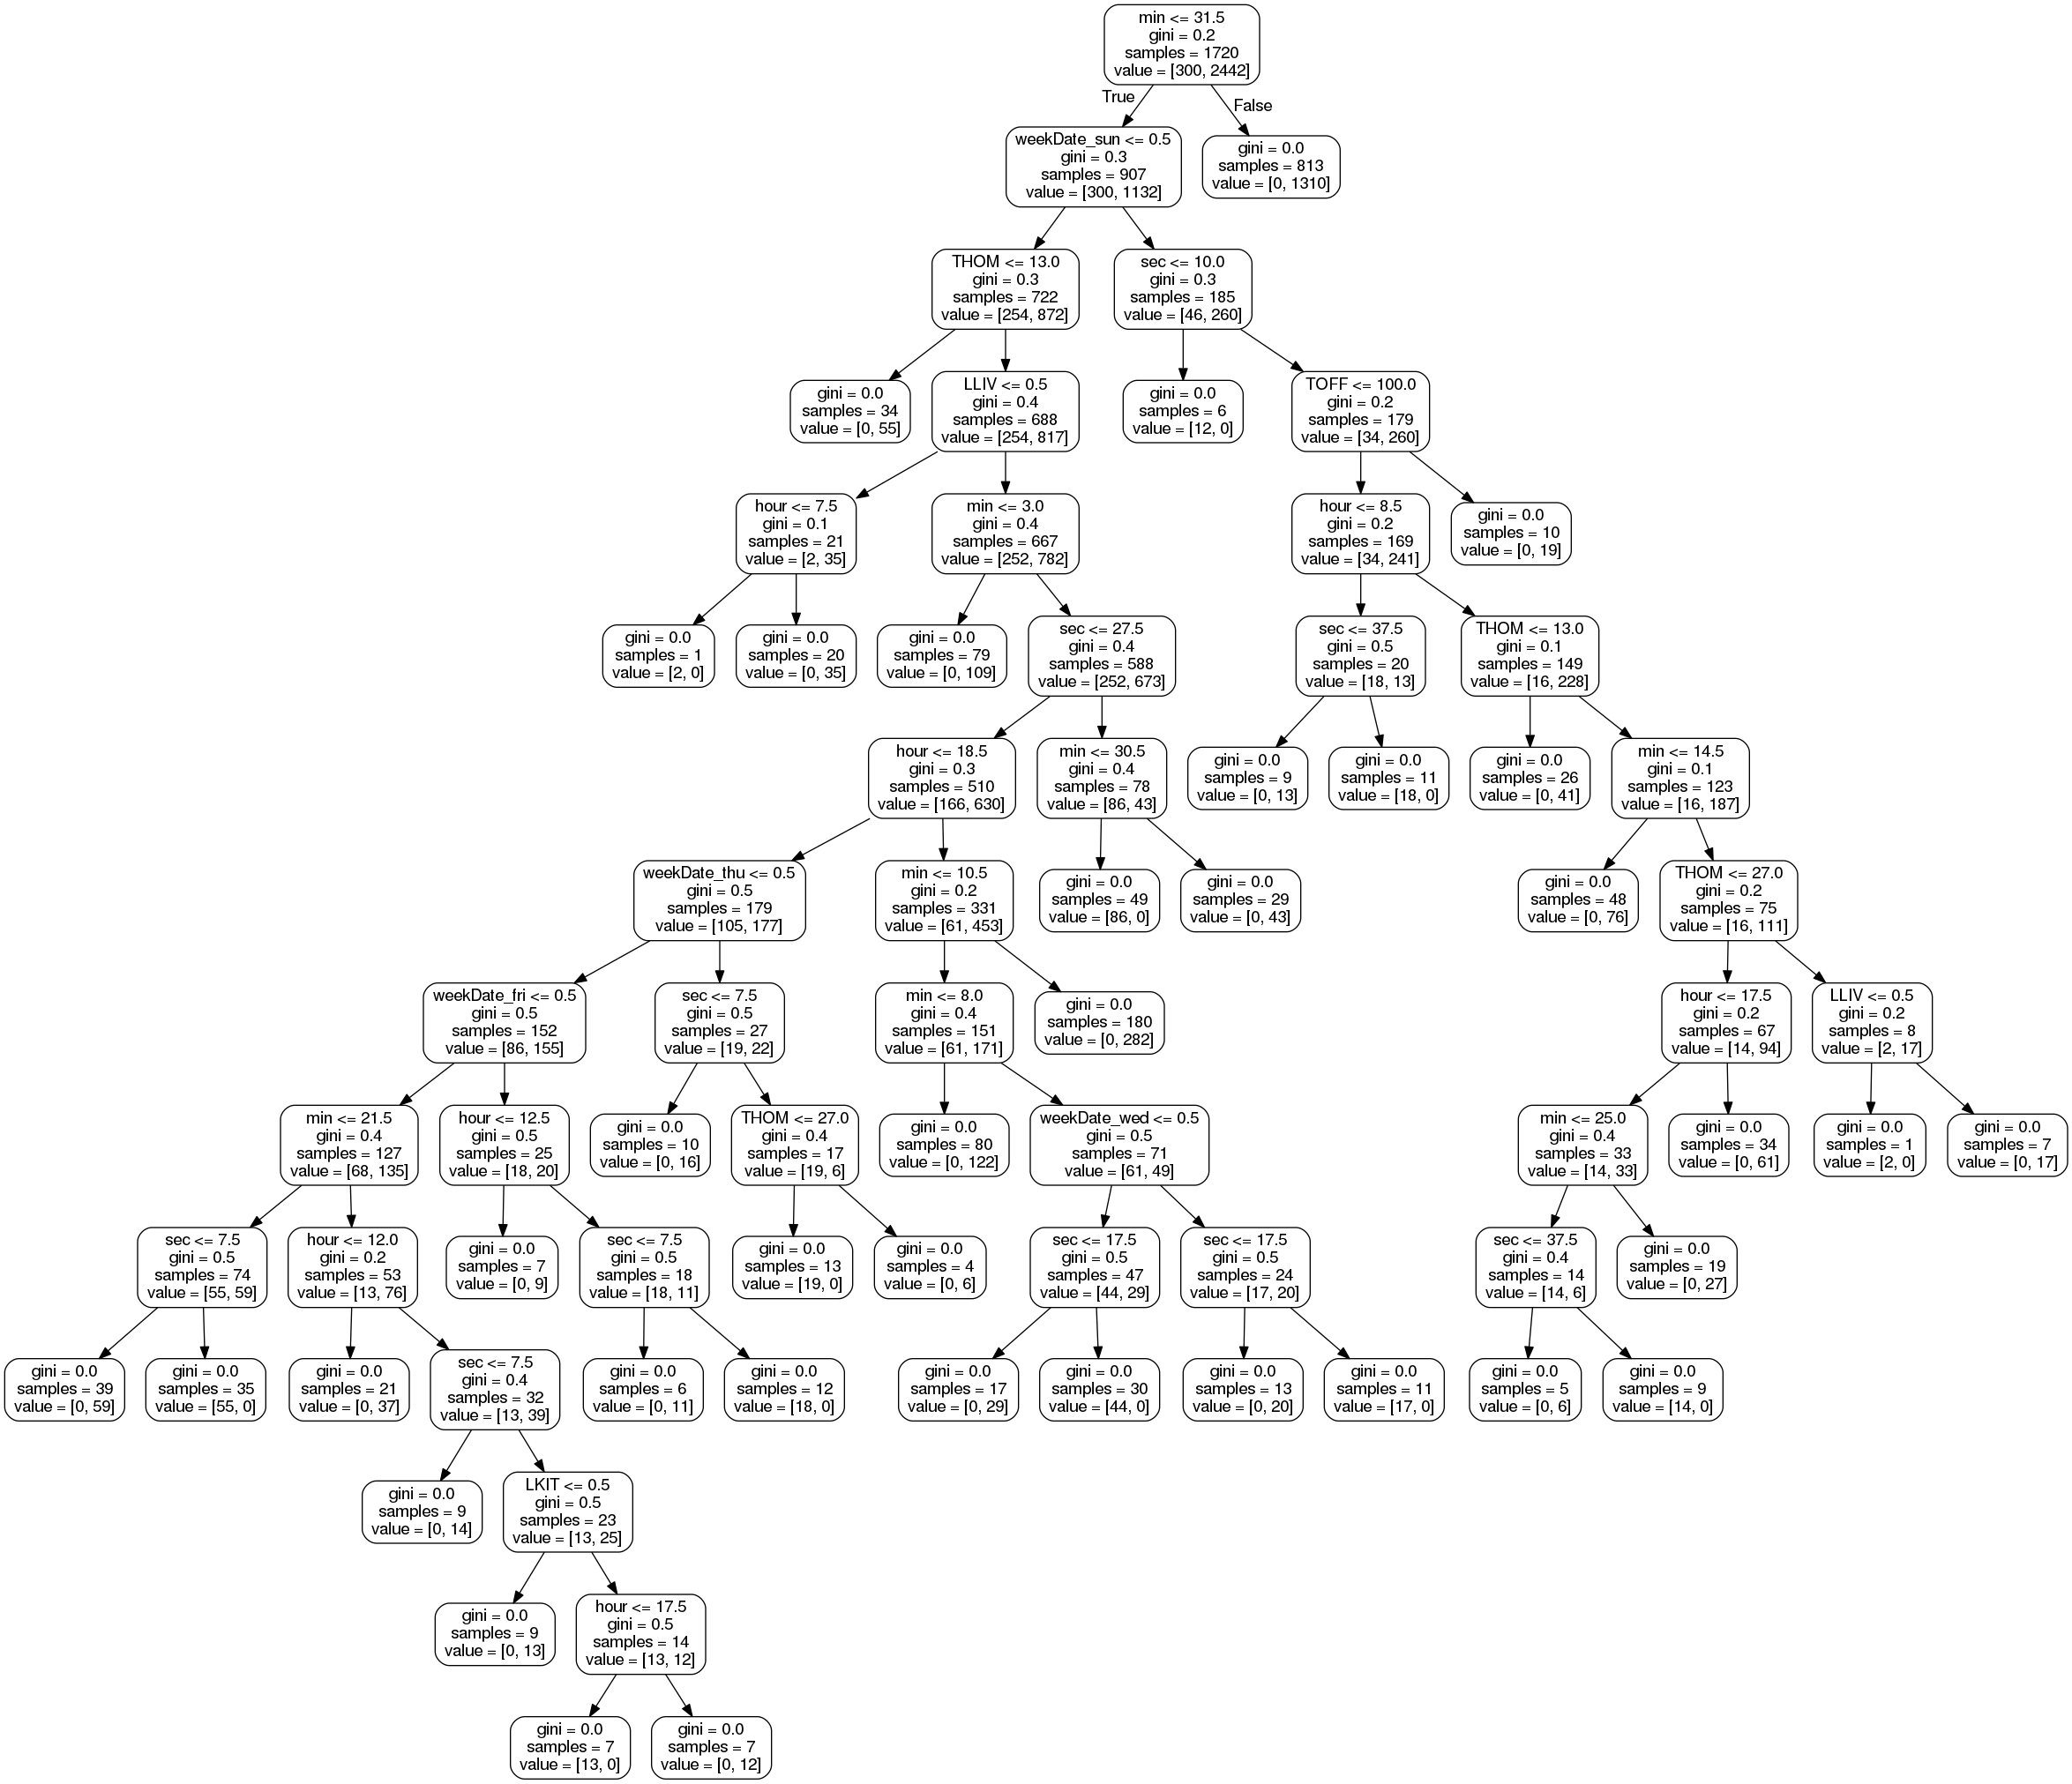 min <= 31.5
gini = 0.2
samples = 1720
value = [300, 2442]
True
False
weekDate_sun <= 0.5
gini = 0.3
samples = 907
value = [300, 1132]
gini = 0.0
samples = 813
value = [0, 1310]
THOM <= 13.0
gini = 0.3
samples = 722
value = [254, 872]
sec <= 10.0
gini = 0.3
samples = 185
value = [46, 260]
gini = 0.0
samples = 34
value = [0, 55]
LLIV <= 0.5
gini = 0.4
samples = 688
value = [254, 817]
gini = 0.0
samples = 6
value = [12, 0]
TOFF <= 100.0
gini = 0.2
samples = 179
value = [34, 260]
hour <= 7.5
gini = 0.1
samples = 21
value = [2, 35]
min <= 3.0
gini = 0.4
samples = 667
value = [252, 782]
hour <= 8.5
gini = 0.2
samples = 169
value = [34, 241]
gini = 0.0
samples = 10
value = [0, 19]
gini = 0.0
samples = 1
value = [2, 0]
gini = 0.0
samples = 20
value = [0, 35]
gini = 0.0
samples = 79
value = [0, 109]
sec <= 27.5
gini = 0.4
samples = 588
value = [252, 673]
sec <= 37.5
gini = 0.5
samples = 20
value = [18, 13]
THOM <= 13.0
gini = 0.1
samples = 149
value = [16, 228]
hour <= 18.5
gini = 0.3
samples = 510
value = [166, 630]
min <= 30.5
gini = 0.4
samples = 78
value = [86, 43]
gini = 0.0
samples = 9
value = [0, 13]
gini = 0.0
samples = 11
value = [18, 0]
gini = 0.0
samples = 26
value = [0, 41]
min <= 14.5
gini = 0.1
samples = 123
value = [16, 187]
weekDate_thu <= 0.5
gini = 0.5
samples = 179
value = [105, 177]
min <= 10.5
gini = 0.2
samples = 331
value = [61, 453]
gini = 0.0
samples = 49
value = [86, 0]
gini = 0.0
samples = 29
value = [0, 43]
gini = 0.0
samples = 48
value = [0, 76]
THOM <= 27.0
gini = 0.2
samples = 75
value = [16, 111]
weekDate_fri <= 0.5
gini = 0.5
samples = 152
value = [86, 155]
sec <= 7.5
gini = 0.5
samples = 27
value = [19, 22]
min <= 8.0
gini = 0.4
samples = 151
value = [61, 171]
gini = 0.0
samples = 180
value = [0, 282]
hour <= 17.5
gini = 0.2
samples = 67
value = [14, 94]
LLIV <= 0.5
gini = 0.2
samples = 8
value = [2, 17]
min <= 21.5
gini = 0.4
samples = 127
value = [68, 135]
hour <= 12.5
gini = 0.5
samples = 25
value = [18, 20]
gini = 0.0
samples = 10
value = [0, 16]
THOM <= 27.0
gini = 0.4
samples = 17
value = [19, 6]
gini = 0.0
samples = 80
value = [0, 122]
weekDate_wed <= 0.5
gini = 0.5
samples = 71
value = [61, 49]
min <= 25.0
gini = 0.4
samples = 33
value = [14, 33]
gini = 0.0
samples = 34
value = [0, 61]
gini = 0.0
samples = 1
value = [2, 0]
gini = 0.0
samples = 7
value = [0, 17]
sec <= 7.5
gini = 0.5
samples = 74
value = [55, 59]
hour <= 12.0
gini = 0.2
samples = 53
value = [13, 76]
gini = 0.0
samples = 7
value = [0, 9]
sec <= 7.5
gini = 0.5
samples = 18
value = [18, 11]
gini = 0.0
samples = 13
value = [19, 0]
gini = 0.0
samples = 4
value = [0, 6]
sec <= 17.5
gini = 0.5
samples = 47
value = [44, 29]
sec <= 17.5
gini = 0.5
samples = 24
value = [17, 20]
sec <= 37.5
gini = 0.4
samples = 14
value = [14, 6]
gini = 0.0
samples = 19
value = [0, 27]
gini = 0.0
samples = 39
value = [0, 59]
gini = 0.0
samples = 35
value = [55, 0]
gini = 0.0
samples = 21
value = [0, 37]
sec <= 7.5
gini = 0.4
samples = 32
value = [13, 39]
gini = 0.0
samples = 6
value = [0, 11]
gini = 0.0
samples = 12
value = [18, 0]
gini = 0.0
samples = 17
value = [0, 29]
gini = 0.0
samples = 30
value = [44, 0]
gini = 0.0
samples = 13
value = [0, 20]
gini = 0.0
samples = 11
value = [17, 0]
gini = 0.0
samples = 5
value = [0, 6]
gini = 0.0
samples = 9
value = [14, 0]
gini = 0.0
samples = 9
value = [0, 14]
LKIT <= 0.5
gini = 0.5
samples = 23
value = [13, 25]
gini = 0.0
samples = 9
value = [0, 13]
hour <= 17.5
gini = 0.5
samples = 14
value = [13, 12]
gini = 0.0
samples = 7
value = [13, 0]
gini = 0.0
samples = 7
value = [0, 12]